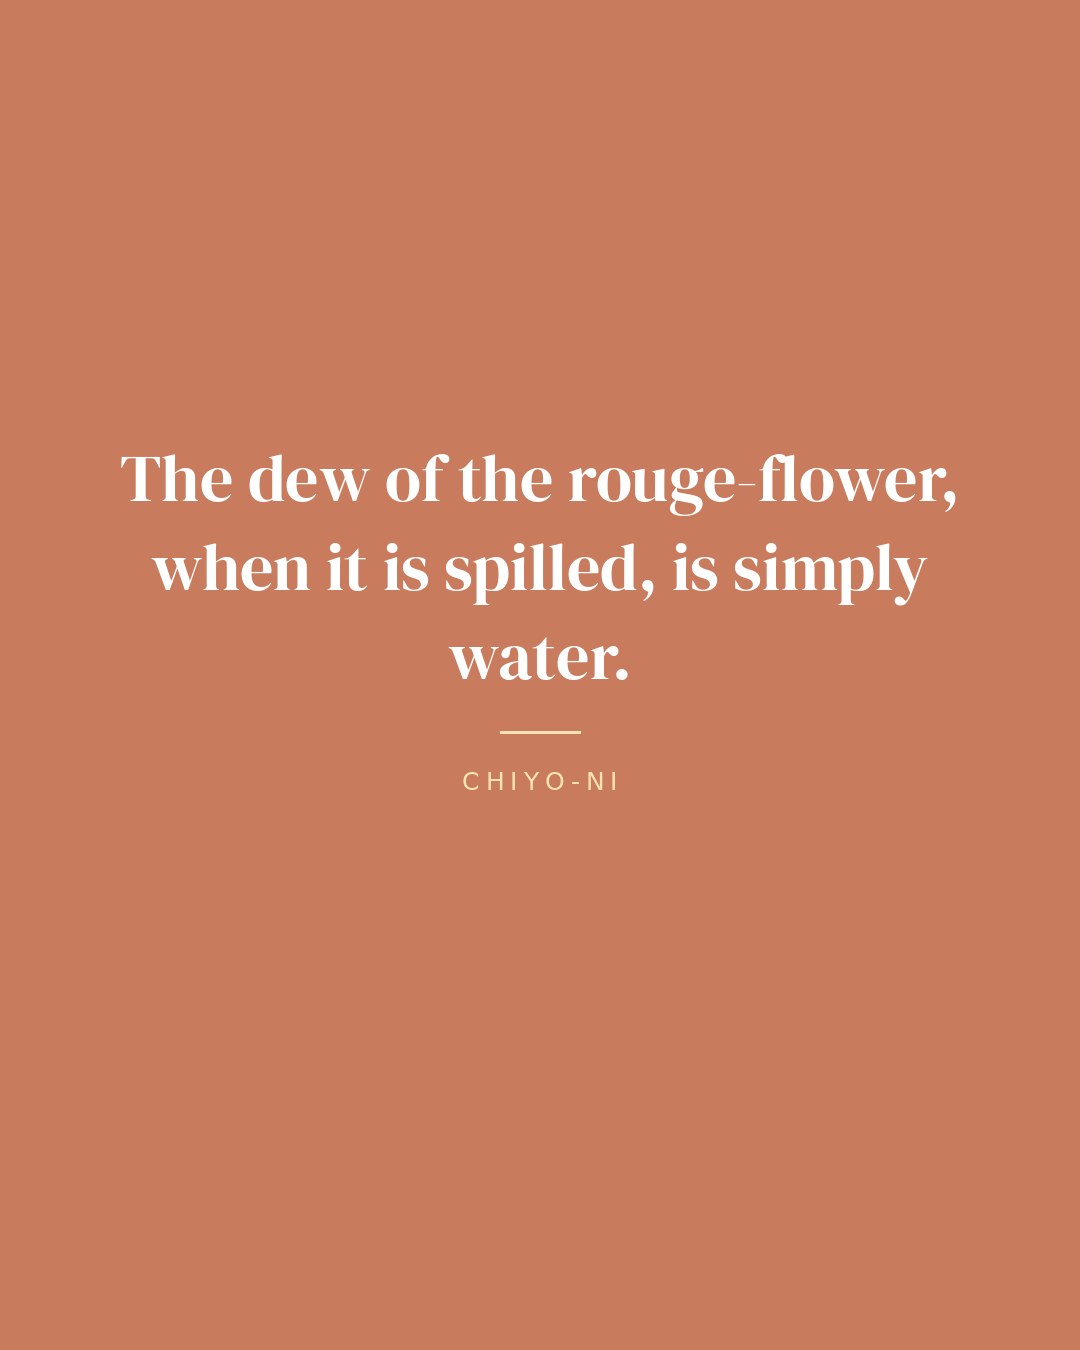 The dew of the rouge-flower,
when it is spilled, is simply
water.
CHIYO-NI